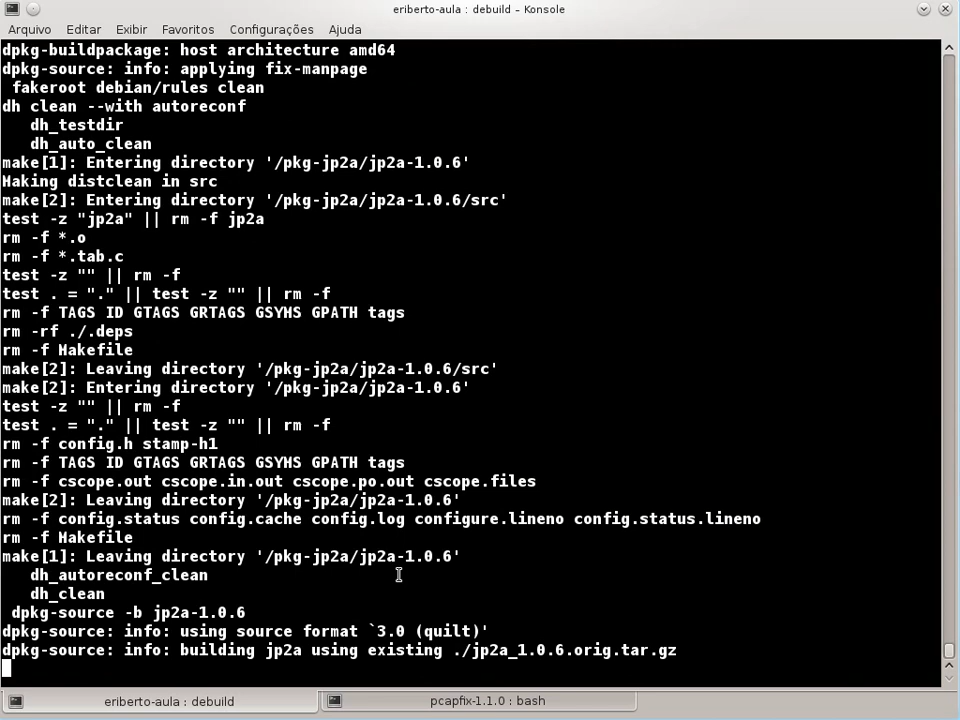 eriberto-aula : debuild – Konsole
Arquivo Editar Exibir Favoritos Configurações Ajuda
dpkg-buildpackage: host architecture amd64
dpkg-source: info: applying fix-manpage
 fakeroot debian/rules clean
dh clean --with autoreconf
   dh_testdir
   dh_auto_clean
make[1]: Entering directory '/pkg-jp2a/jp2a-1.0.6'
Making distclean in src
make[2]: Entering directory '/pkg-jp2a/jp2a-1.0.6/src'
test -z "jp2a" || rm -f jp2a
rm -f *.o
rm -f *.tab.c
test -z "" || rm -f
test . = "." || test -z "" || rm -f
rm -f TAGS ID GTAGS GRTAGS GSYMS GPATH tags
rm -rf ./.deps
rm -f Makefile
make[2]: Leaving directory '/pkg-jp2a/jp2a-1.0.6/src'
make[2]: Entering directory '/pkg-jp2a/jp2a-1.0.6'
test -z "" || rm -f
test . = "." || test -z "" || rm -f
rm -f config.h stamp-h1
rm -f TAGS ID GTAGS GRTAGS GSYMS GPATH tags
rm -f cscope.out cscope.in.out cscope.po.out cscope.files
make[2]: Leaving directory '/pkg-jp2a/jp2a-1.0.6'
rm -f config.status config.cache config.log configure.lineno config.status.lineno
rm -f Makefile
make[1]: Leaving directory '/pkg-jp2a/jp2a-1.0.6'
   dh_autoreconf_clean
   dh_clean
 dpkg-source -b jp2a-1.0.6
dpkg-source: info: using source format `3.0 (quilt)'
dpkg-source: info: building jp2a using existing ./jp2a_1.0.6.orig.tar.gz
eriberto-aula : debuild
pcapfix-1.1.0 : bash